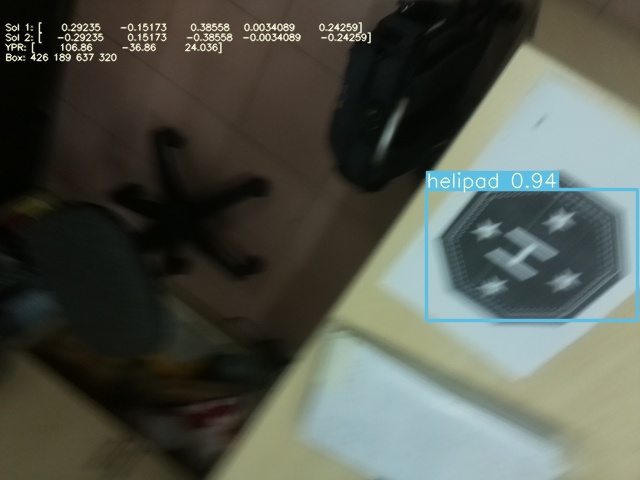 Sol 1: [ 0.29235 -0.15173 0.38558 0.0034089 0.24259]
Sol 2: [ -0.29235 0.15173 -0.38558 -0.0034089 -0.24259]
YPR: [ 106.86 -36.86 24.036]
Box: 426 189 637 320
helipad 0.94
H